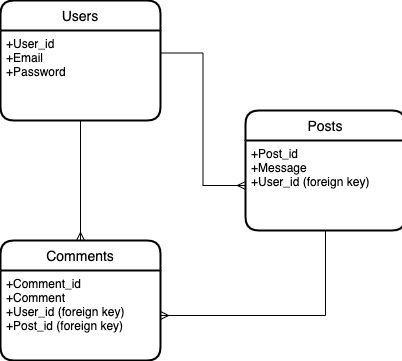 Users
+User_id
+Email
+Password
Posts
+Post_id
+Message
+User_id (foreign key)
Comments
+Comment_id
+Comment
+User_id (foreign key)
+Post_id (foreign key)